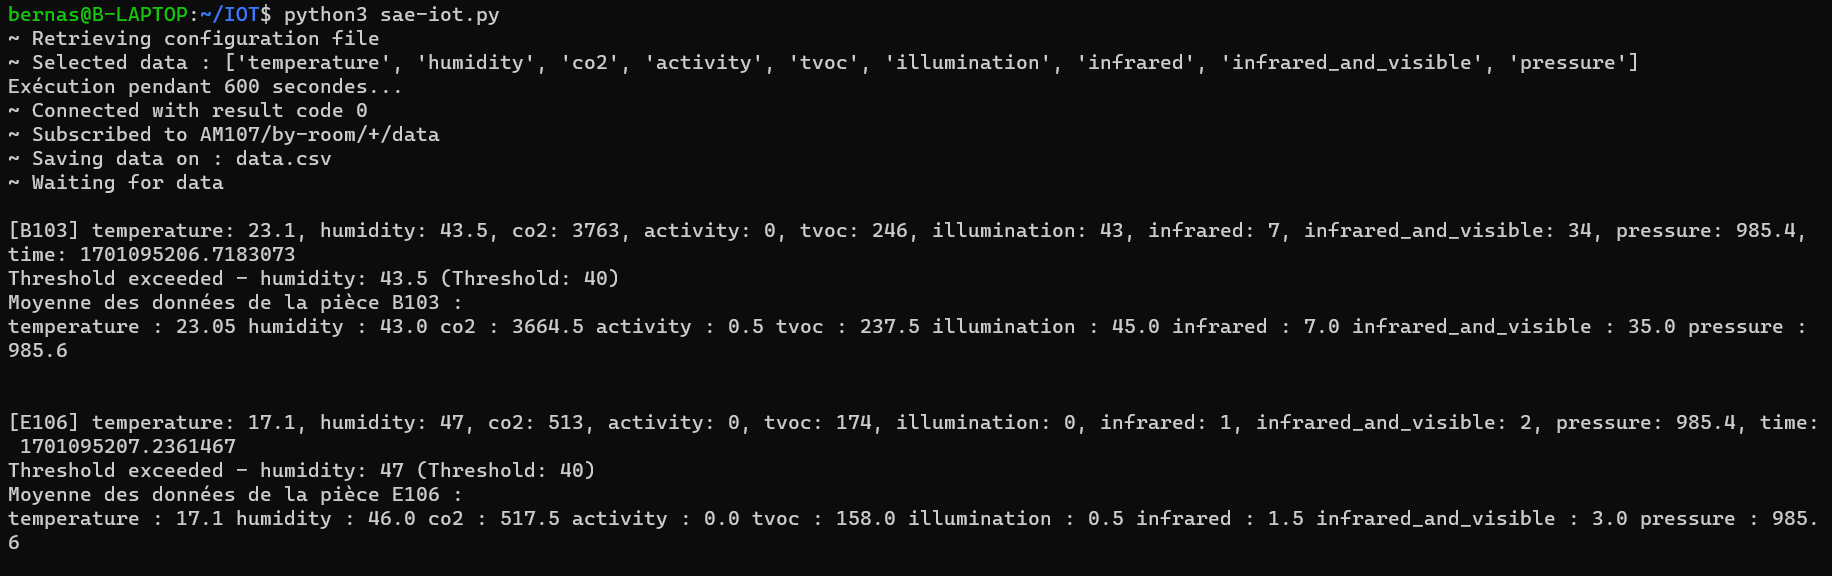 bernas@B-LAPTOP:~/IOT$ python3 sae-iot.py
~ Retrieving configuration file
~ Selected data : ['temperature', 'humidity', 'co2', 'activity', 'tvoc', 'illumination', 'infrared', 'infrared_and_visible', 'pressure']
Exécution pendant 600 secondes...
~ Connected with result code 0
~ Subscribed to AM107/by-room/+/data
~ Saving data on : data.csv
~ Waiting for data
[B103] temperature: 23.1, humidity: 43.5, co2: 3763, activity: 0, tvoc: 246, illumination: 43, infrared: 7, infrared_and_visible: 34, pressure: 985.4,
time: 1701095206.7183073
Threshold exceeded - humidity: 43.5 (Threshold: 40)
Moyenne des données de la pièce B103 :
temperature : 23.05 humidity : 43.0 co2 : 3664.5 activity : 0.5 tvoc : 237.5 illumination : 45.0 infrared : 7.0 infrared_and_visible : 35.0 pressure :
985.6
[E106] temperature: 17.1, humidity: 47, co2: 513, activity: 0, tvoc: 174, illumination: 0, infrared: 1, infrared_and_visible: 2, pressure: 985.4, time:
1701095207.2361467
Threshold exceeded - humidity: 47 (Threshold: 40)
Moyenne des données de la pièce E106 :
temperature : 17.1 humidity : 46.0 co2 : 517.5 activity : 0.0 tvoc : 158.0 illumination : 0.5 infrared : 1.5 infrared_and_visible : 3.0 pressure : 985.
6